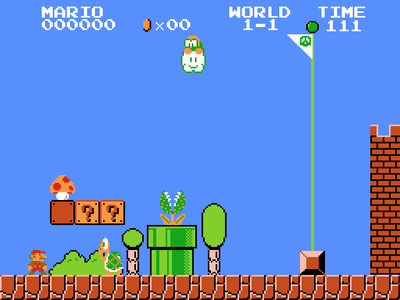 MARIO
WORLD
TIME
000000
×00
1-1
111
?
?